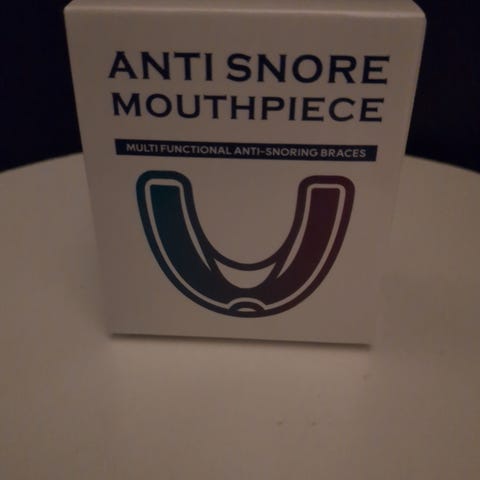 ANTI SNORE
MOUTHPIECE
MULTI FUNCTIONAL ANTI-SNORING BRACES